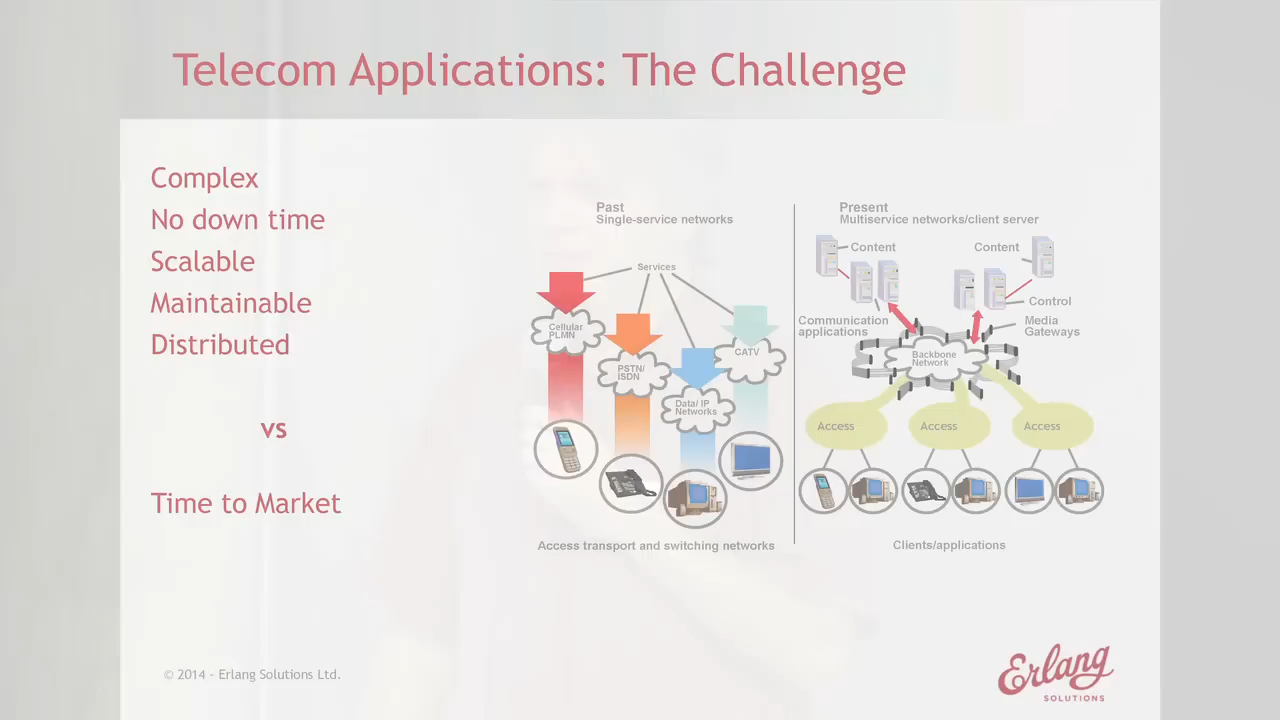 Telecom Applications: The Challenge
Complex
No down time
Scalable
Maintainable
Distributed
vs
Time to Market
Past
Single-service networks
Services
Cellular
PLMN
PSTN/
ISDN
Data/ IP
Networks
CATV
Access transport and switching networks
Present
Multiservice networks/client server
Content
Content
Control
Communication
applications
Media
Gateways
Backbone
Network
Access
Access
Access
Clients/applications
© 2014 - Erlang Solutions Ltd.
Erlang
SOLUTIONS